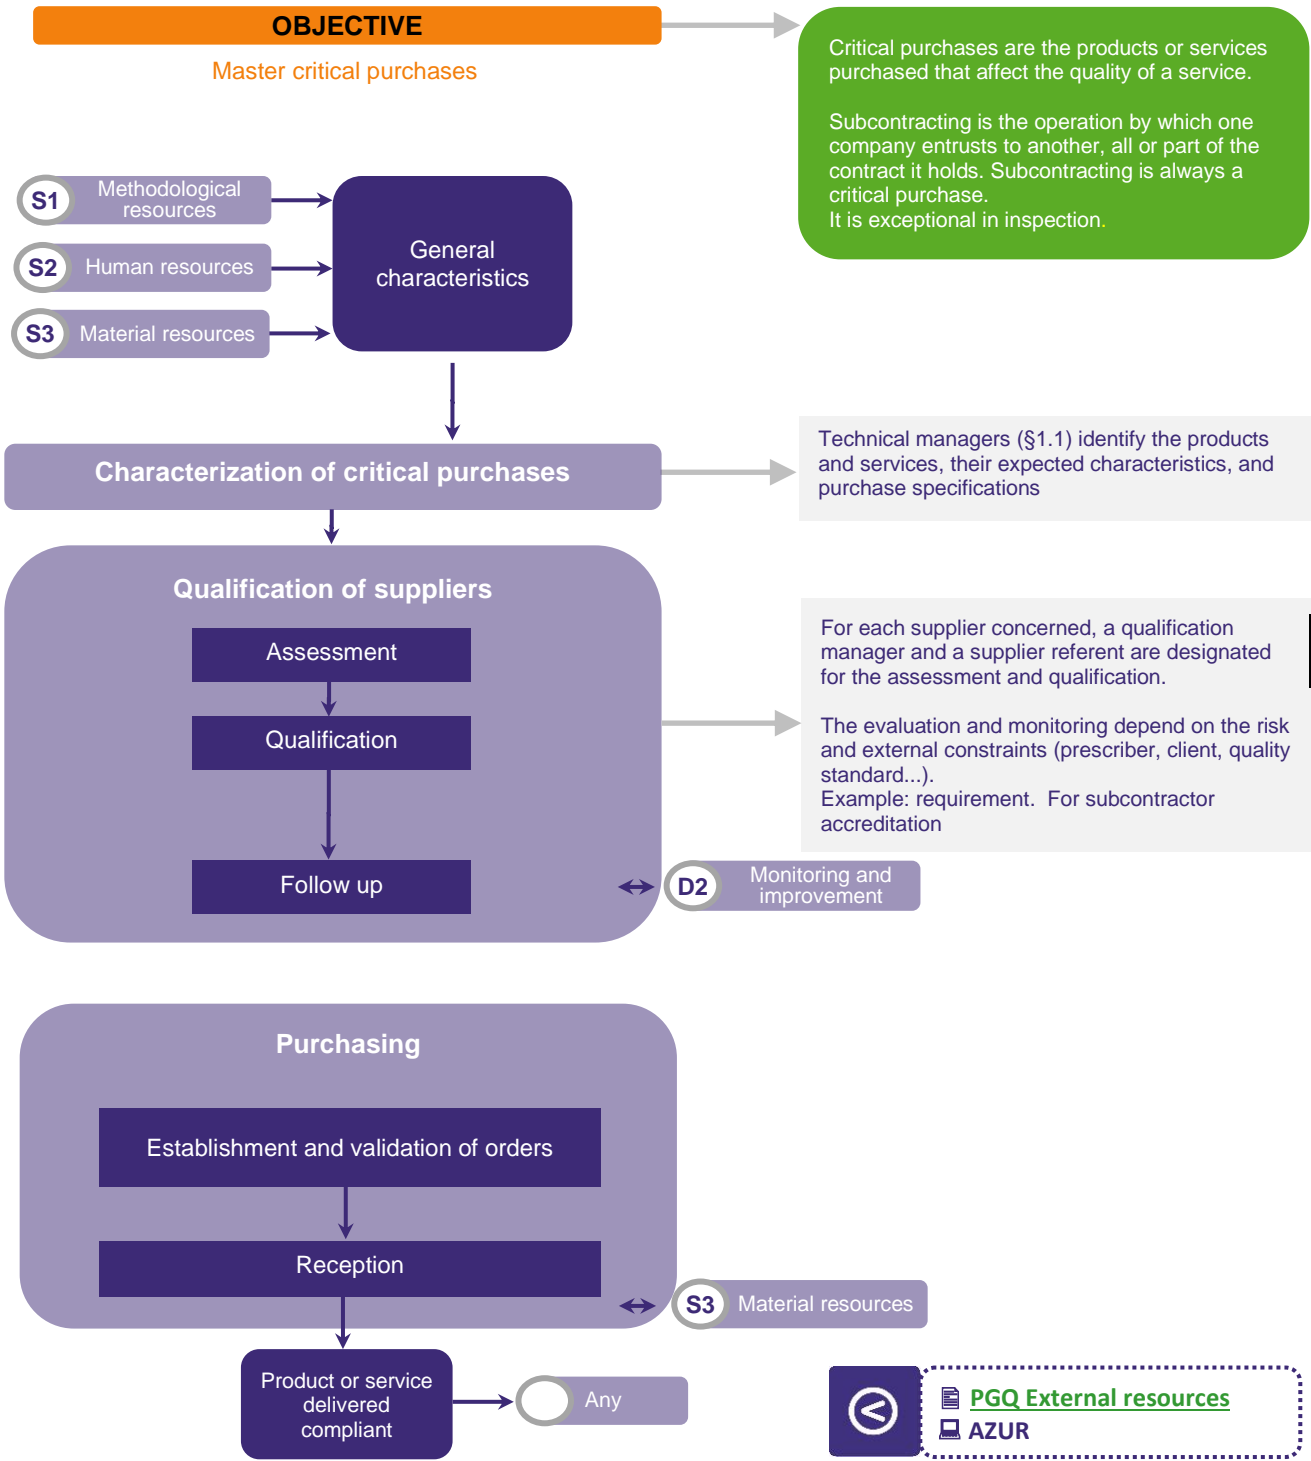 OBJECTIVE
Master critical purchases
Critical purchases are the products or services
purchased that affect the quality of a service.
Subcontracting is the operation by which one
company entrusts to another, all or part of the
contract it holds. Subcontracting is always a
critical purchase.
It is exceptional in inspection.
S1
Methodological
resources
S2
Human resources
S3
Material resources
General
characteristics
Characterization of critical purchases
Technical managers (§1.1) identify the products
and services, their expected characteristics, and
purchase specifications
Qualification of suppliers
Assessment
Qualification
Follow up
For each supplier concerned, a qualification
manager and a supplier referent are designated
for the assessment and qualification.
The evaluation and monitoring depend on the risk
and external constraints (prescriber, client, quality
standard...).
Example: requirement.  For subcontractor
accreditation
D2
Monitoring and
improvement
Purchasing
Establishment and validation of orders
Reception
S3
Material resources
Product or service
delivered
compliant
Any
PGQ External resources
AZUR